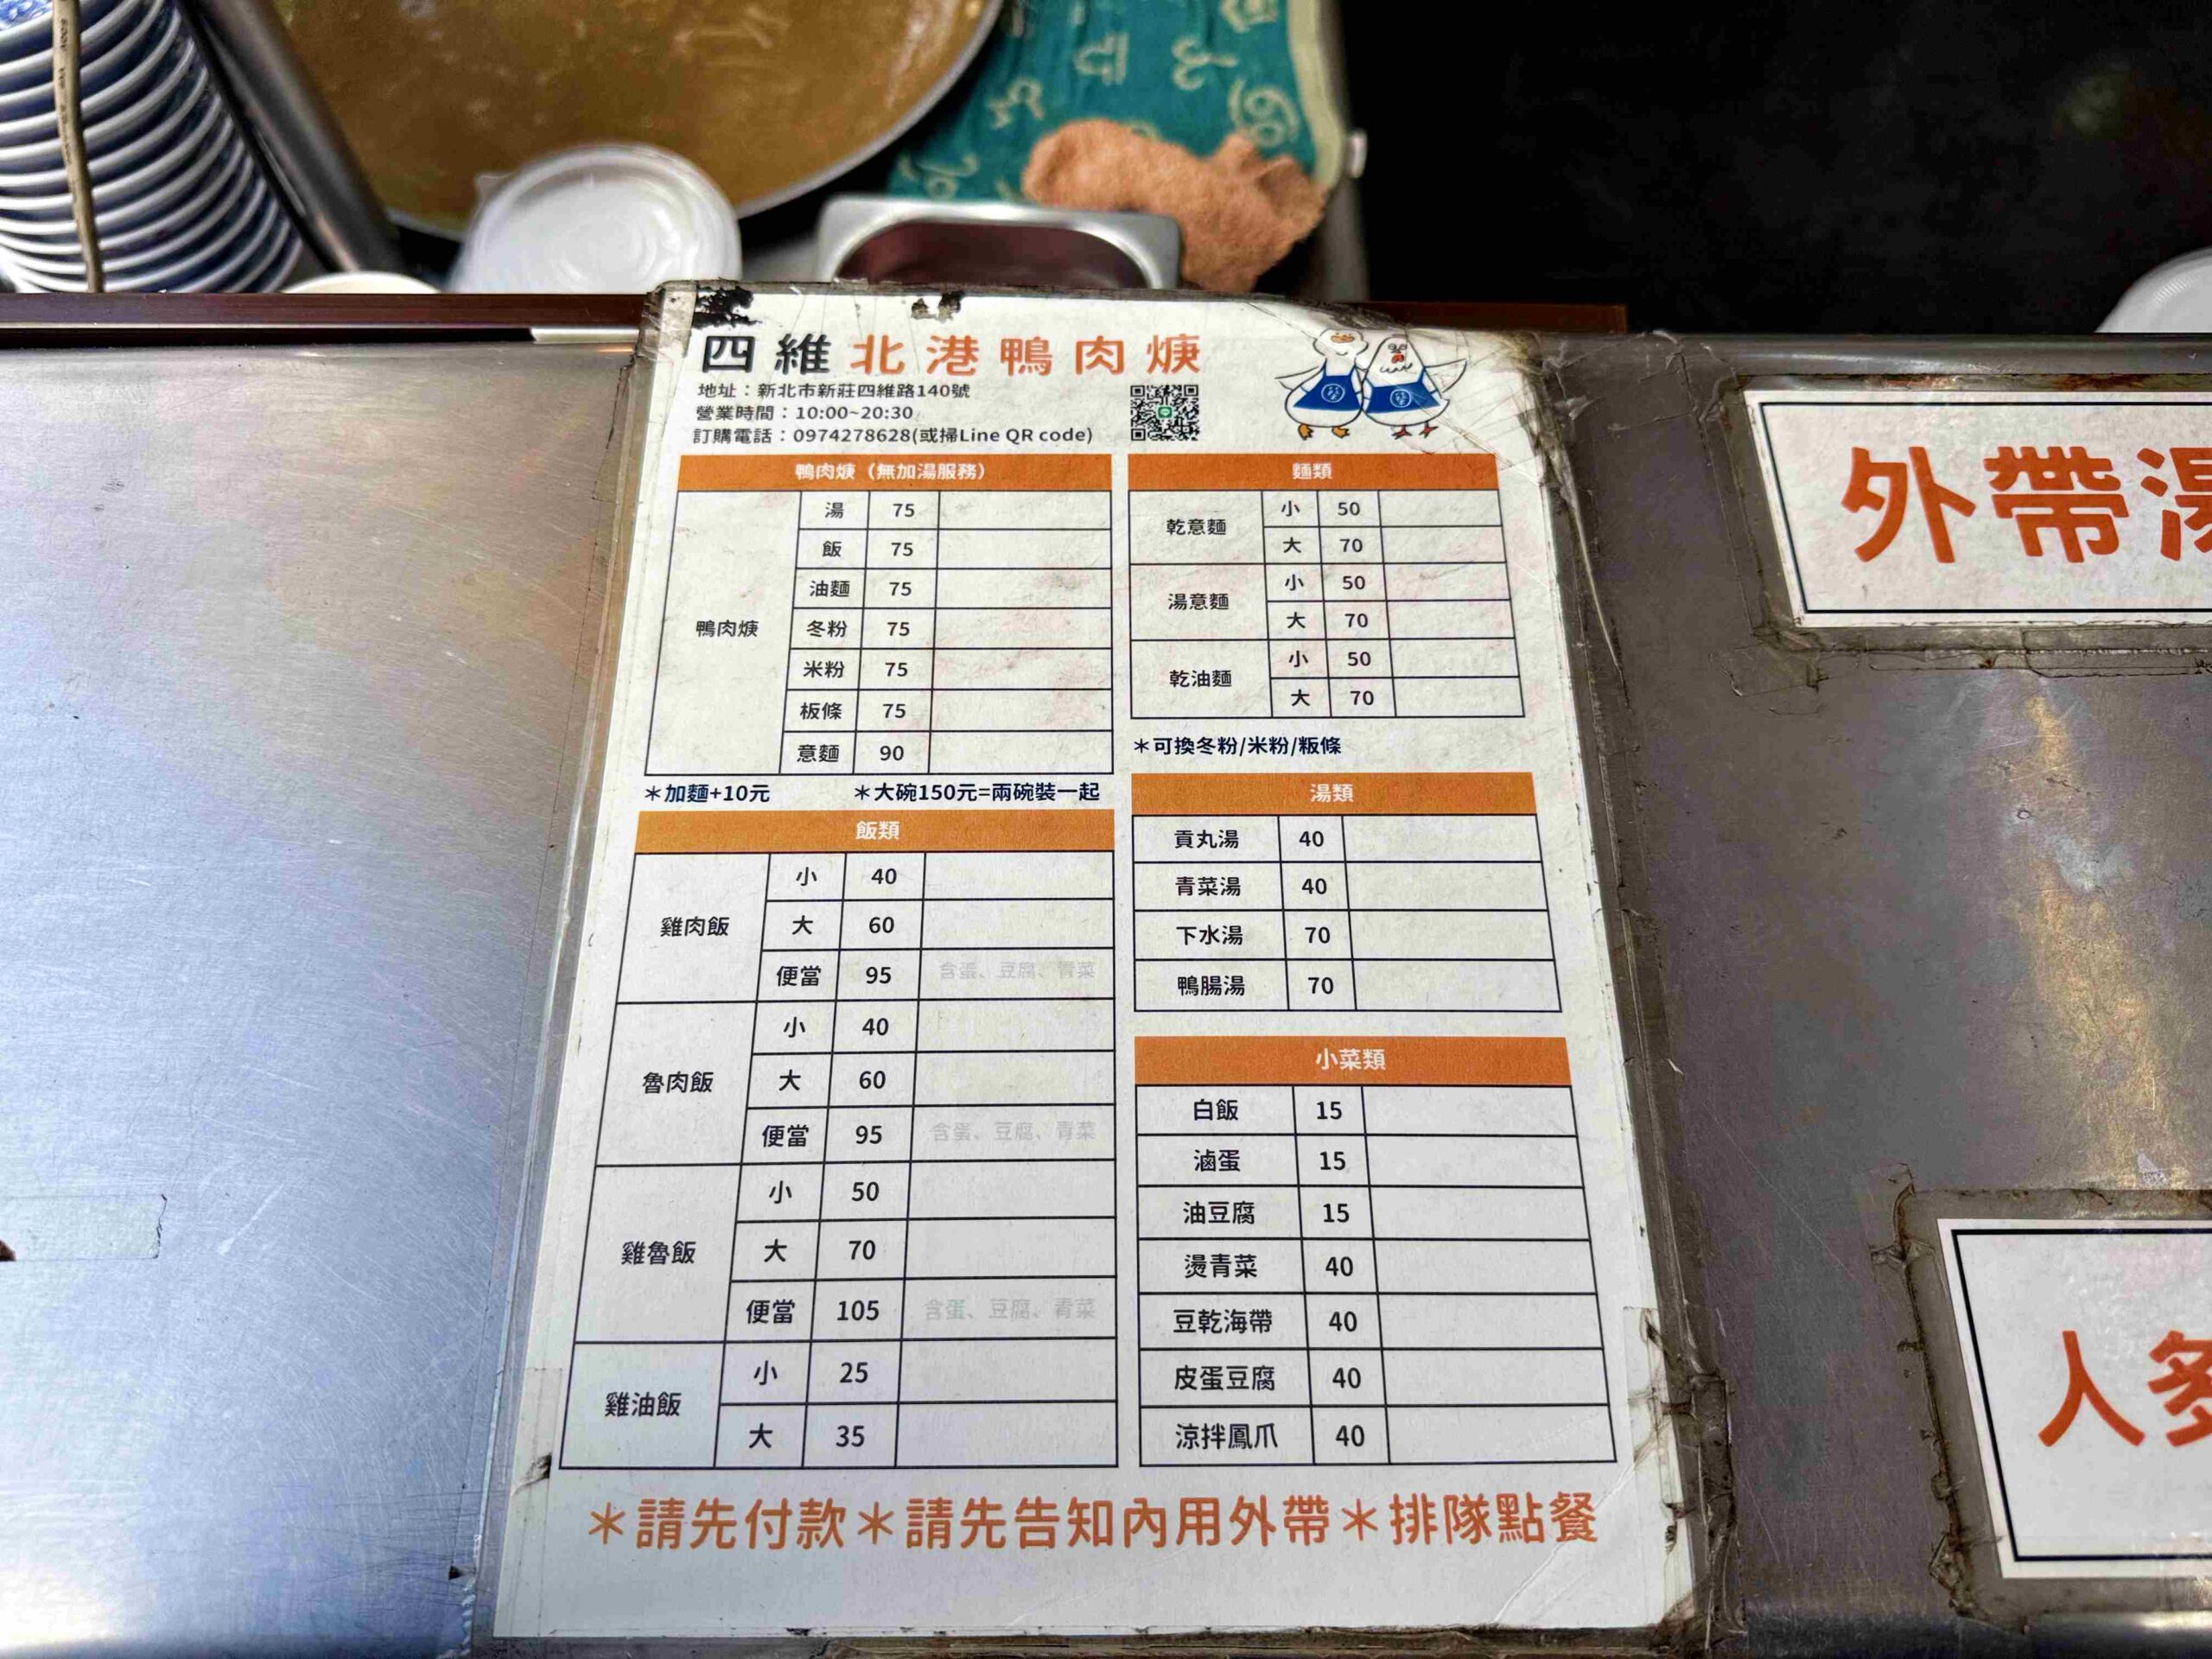 四維北港鴨肉焿
地址：新北市新莊四維路140號
營業時間：10:00~20:30
訂購電話：0974278628(或掃Line QR code)
鴨肉焿（無加湯服務）
鴨肉焿
湯 75
飯 75
油麵 75
冬粉 75
米粉 75
板條 75
意麵 90
＊加麵+10元 ＊大碗150元=兩碗裝一起
飯類
雞肉飯
小 40
大 60
便當 95 含蛋、豆腐、青菜
魯肉飯
小 40
大 60
便當 95 含蛋、豆腐、青菜
雞魯飯
小 50
大 70
便當 105 含蛋、豆腐、青菜
雞油飯
小 25
大 35
麵類
乾意麵
小 50
大 70
湯意麵
小 50
大 70
乾油麵
小 50
大 70
＊可換冬粉/米粉/粄條
湯類
貢丸湯 40
青菜湯 40
下水湯 70
鴨腸湯 70
小菜類
白飯 15
滷蛋 15
油豆腐 15
燙青菜 40
豆乾海帶 40
皮蛋豆腐 40
涼拌鳳爪 40
＊請先付款＊請先告知內用外帶＊排隊點餐
外帶湯
人多